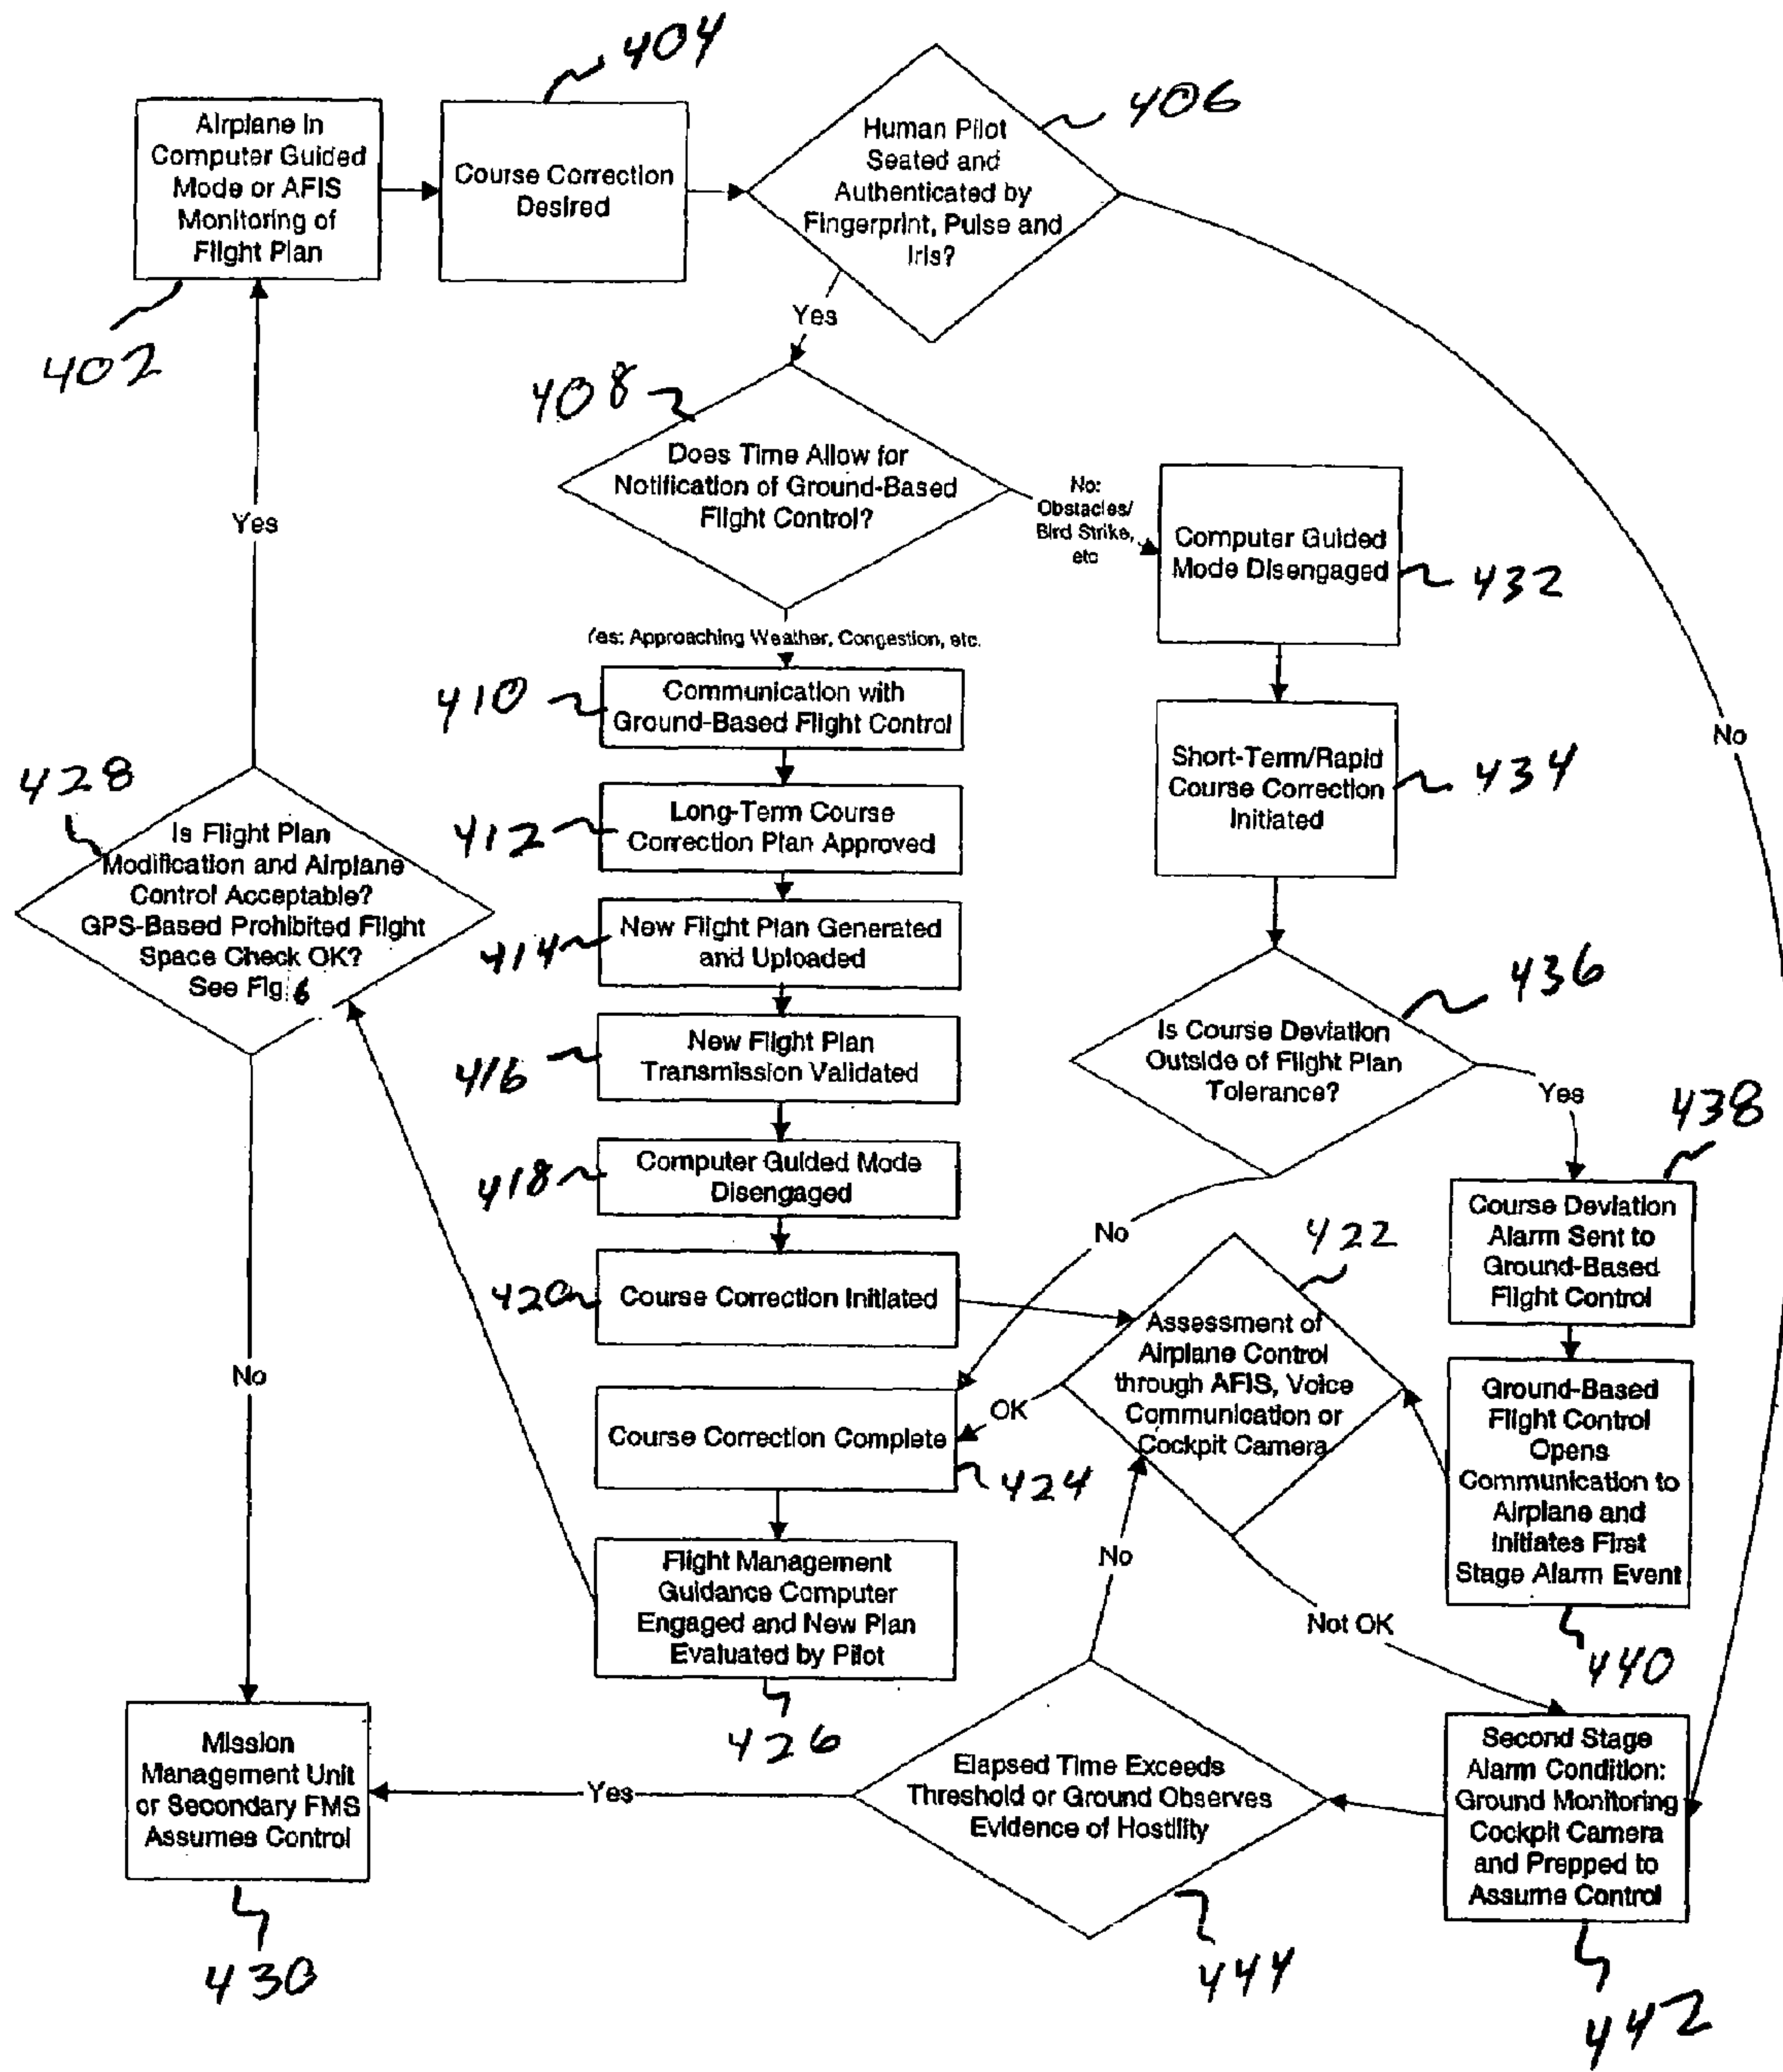 404
406
Airplane In
Computer Guided
Mode or AFIS
Monitoring of
Flight Plan
Course Correction
Desired
Human Pilot
Seated and
Authenticated by
Fingerprint, Pulse and
Iris?
402
Yes
408
Does Time Allow for
Notification of Ground-Based
Flight Control?
No:
Obstacles/
Bird Strike,
etc
Computer Guided
Mode Disengaged
432
Yes
Yes: Approaching Weather, Congestion, etc.
410
Communication with
Ground-Based Flight Control
Short-Term/Rapid
Course Correction
Initiated
434
No
428
Is Flight Plan
Modification and Airplane
Control Acceptable?
GPS-Based Prohibited Flight
Space Check OK?
See Fig. 6
412
Long-Term Course
Correction Plan Approved
414
New Flight Plan Generated
and Uploaded
416
New Flight Plan
Transmission Validated
436
Is Course Deviation
Outside of Flight Plan
Tolerance?
Yes
438
418
Computer Guided Mode
Disengaged
No
422
Course Deviation
Alarm Sent to
Ground-Based
Flight Control
420
Course Correction Initiated
Assessment of
Airplane Control
through AFIS, Voice
Communication or
Cockpit Camera
No
OK
Course Correction Complete
424
Ground-Based
Flight Control
Opens
Communication to
Airplane and
Initiates First
Stage Alarm Event
440
Flight Management
Guidance Computer
Engaged and New Plan
Evaluated by Pilot
426
No
Not OK
Mission
Management Unit
or Secondary FMS
Assumes Control
430
Yes
Elapsed Time Exceeds
Threshold or Ground Observes
Evidence of Hostility
444
Second Stage
Alarm Condition:
Ground Monitoring
Cockpit Camera
and Prepped to
Assume Control
442